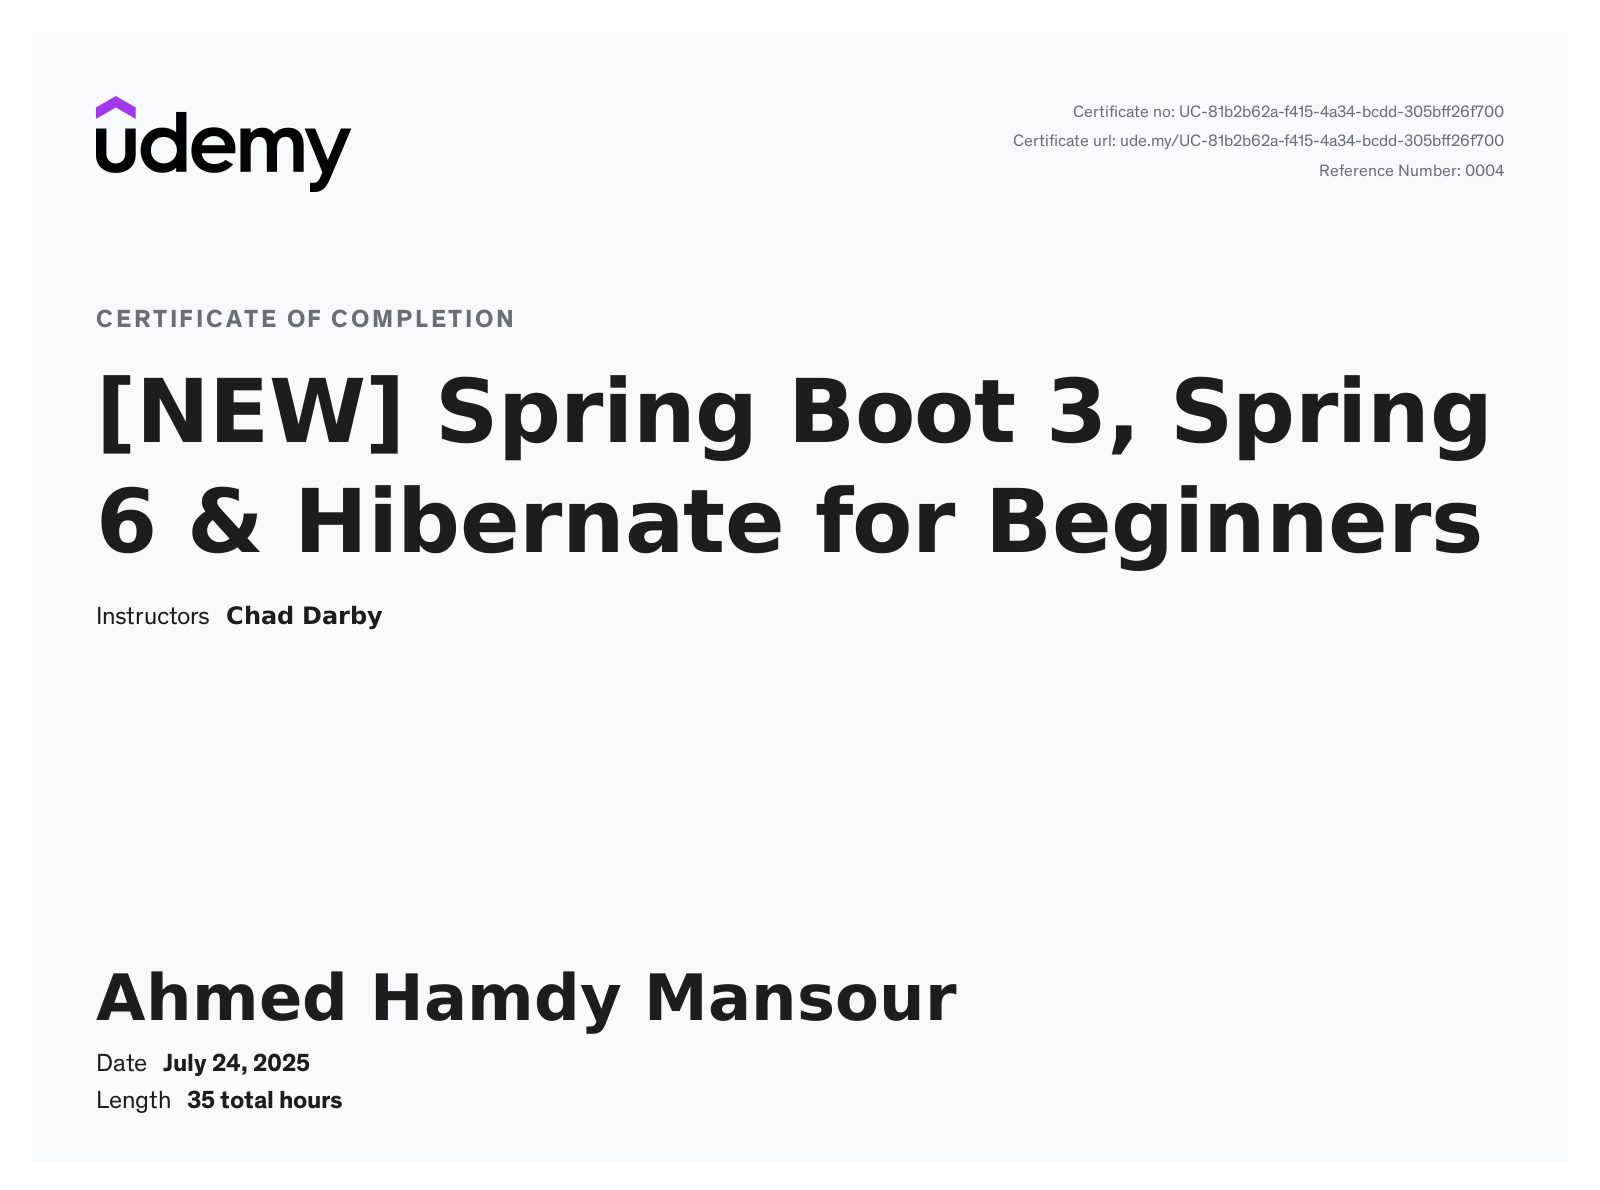 udemy
Certificate no: UC-81b2b62a-f415-4a34-bcdd-305bff26f700
Certificate url: ude.my/UC-81b2b62a-f415-4a34-bcdd-305bff26f700
Reference Number: 0004
CERTIFICATE OF COMPLETION
[NEW] Spring Boot 3, Spring
6 & Hibernate for Beginners
Instructors Chad Darby
Ahmed Hamdy Mansour
Date July 24, 2025
Length 35 total hours